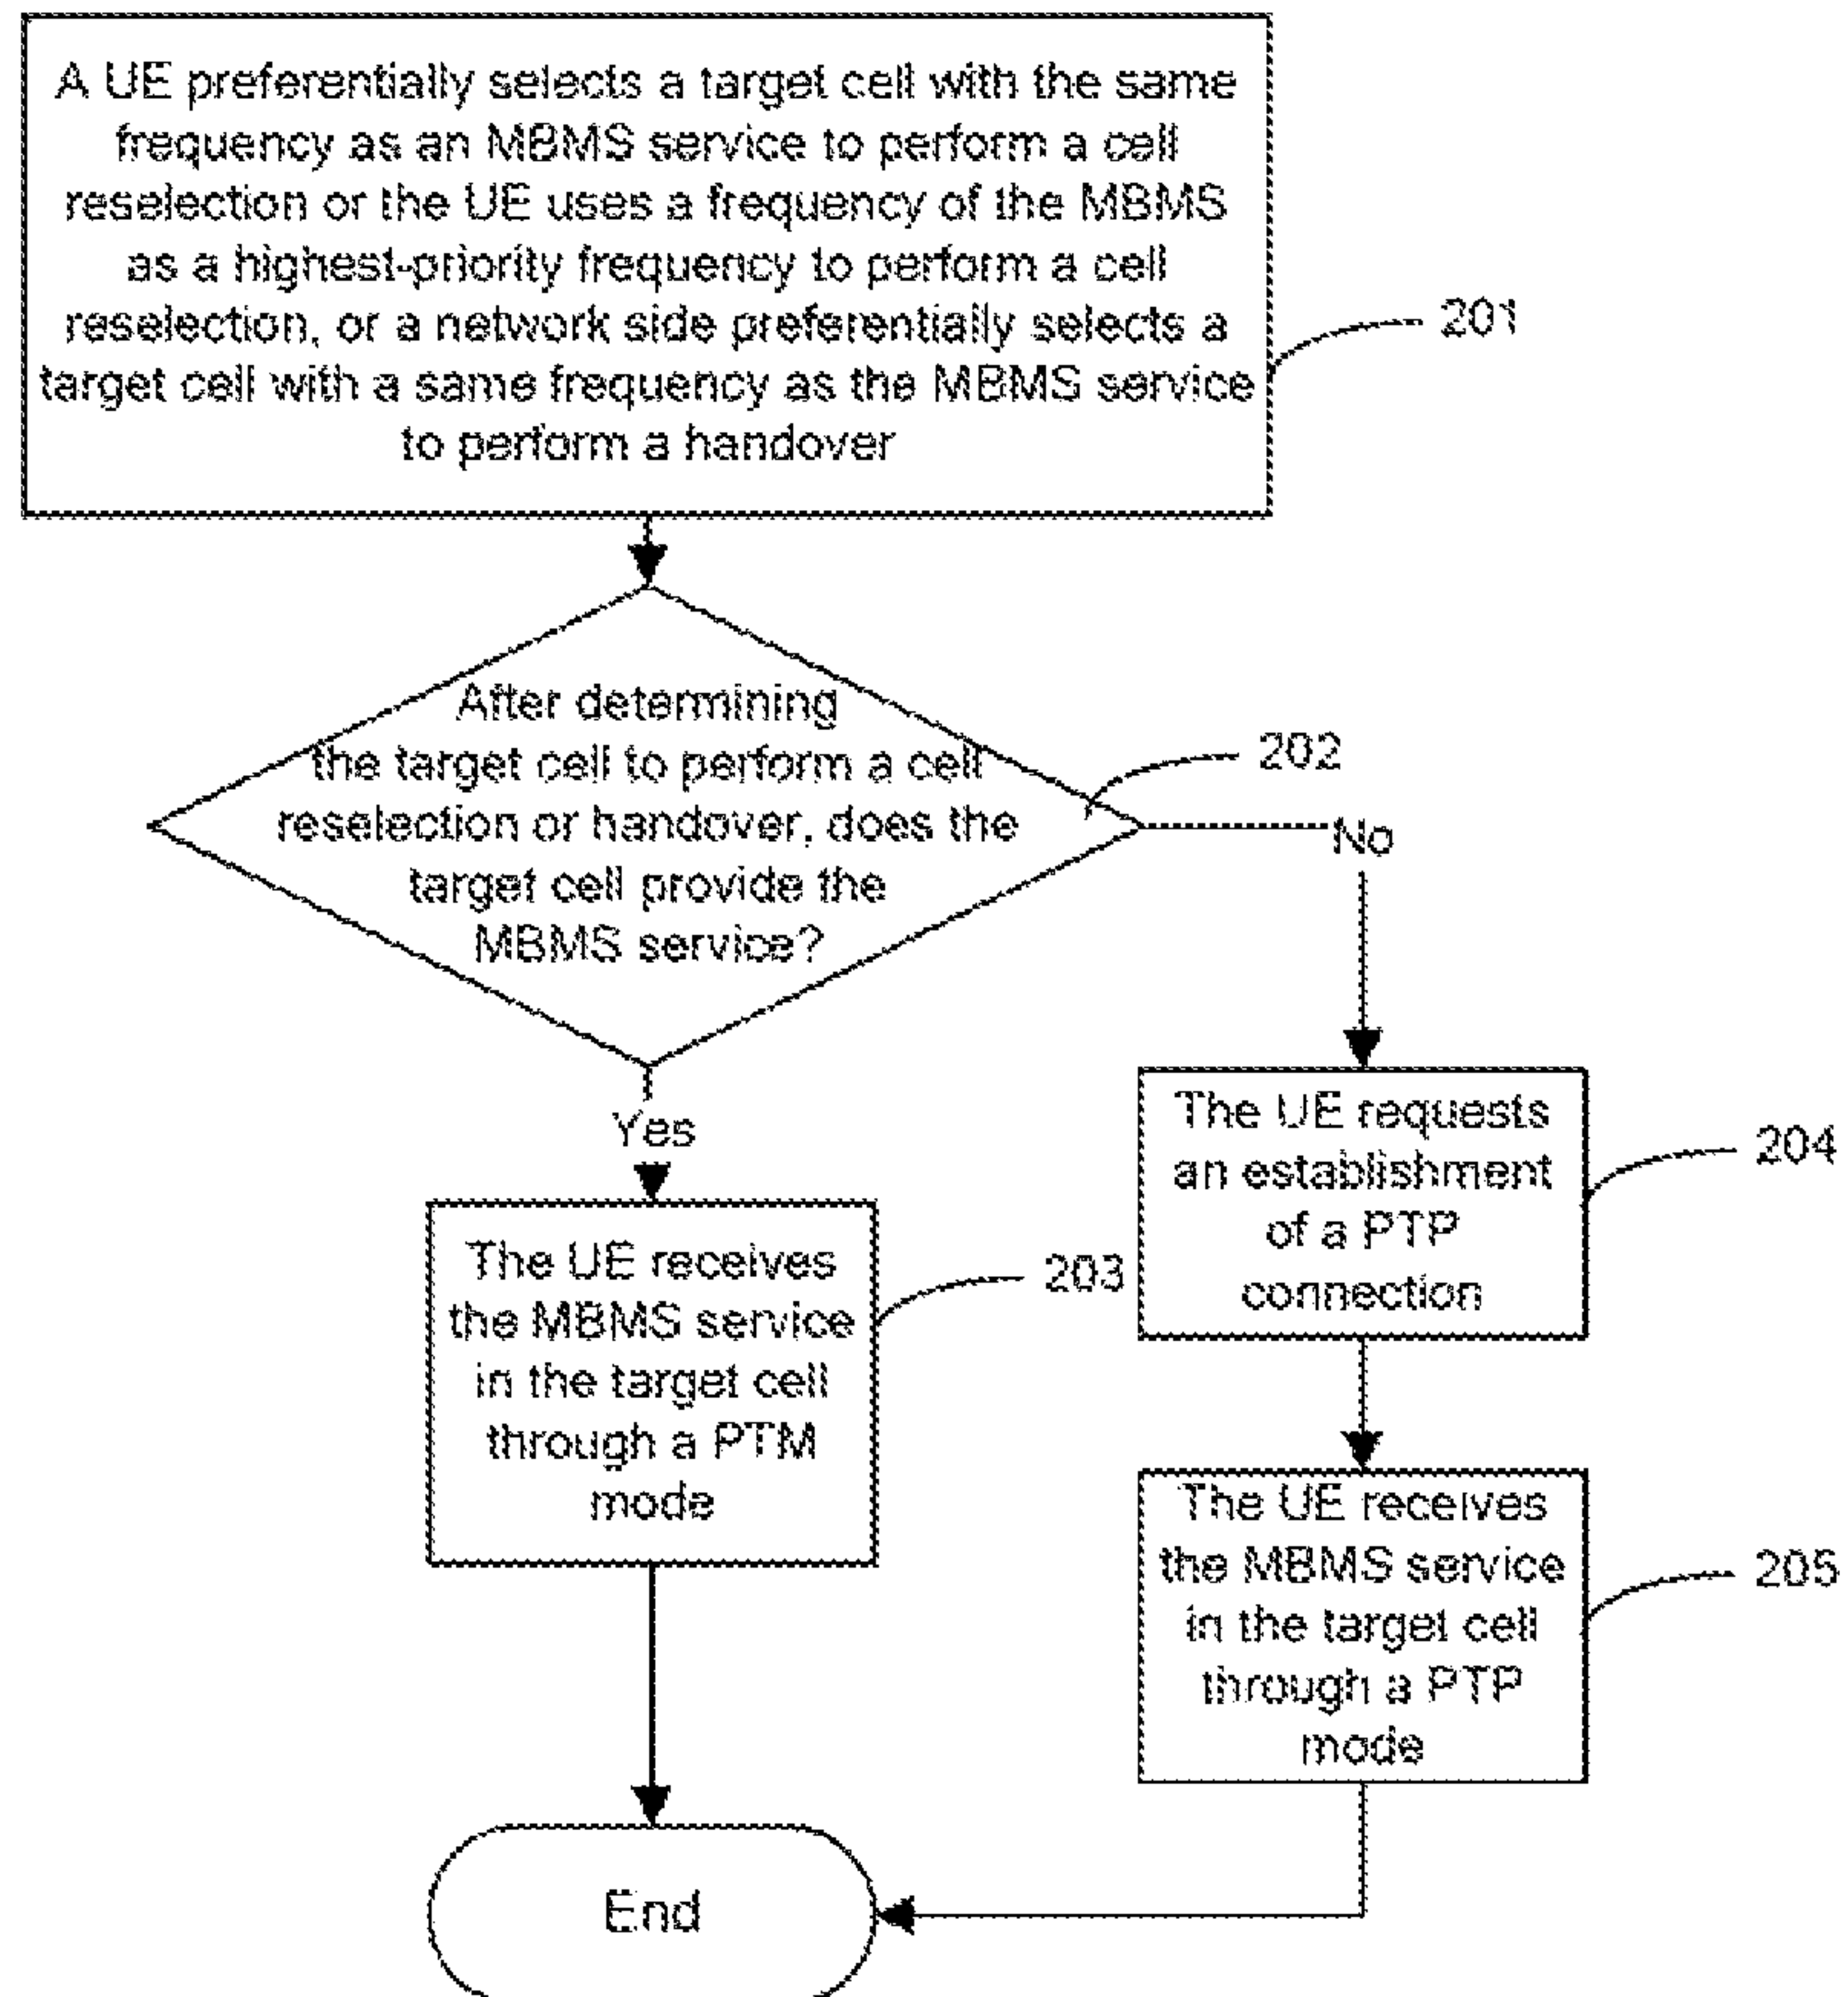 A UE preferentially selects a target cell with the same
frequency as an MBMS service to perform a cell
reselection or the UE uses a frequency of the MBMS
as a highest-priority frequency to perform a cell
reselection, or a network side preferentially selects a
target cell with a same frequency as the MBMS service
to perform a handover
201
After determining
the target cell to perform a cell
reselection or handover, does the
target cell provide the
MBMS service?
202
No
Yes
The UE receives
the MBMS service
in the target cell
through a PTM
mode
203
The UE requests
an establishment
of a PTP
connection
204
The UE receives
the MBMS service
in the target cell
through a PTP
mode
205
End